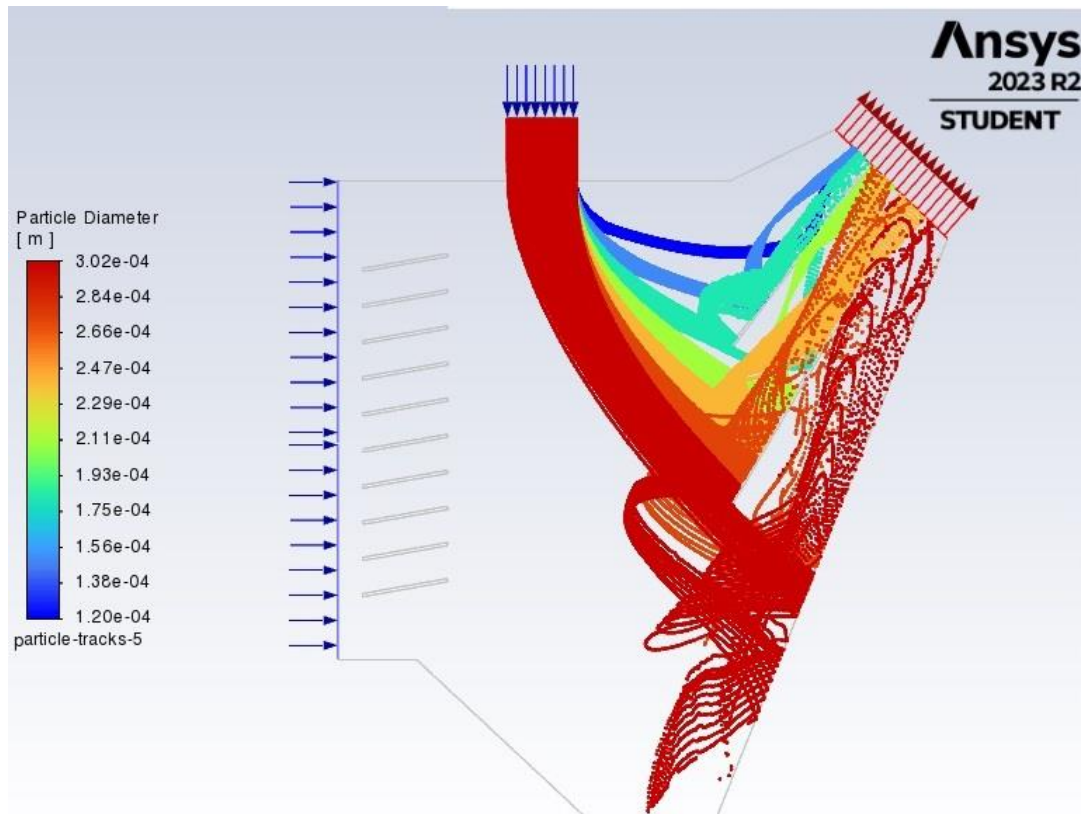 Ansys
2023 R2
STUDENT
Particle Diameter
[ m ]
3.02e-04
2.84e-04
2.66e-04
2.47e-04
2.29e-04
2.11e-04
1.93e-04
1.75e-04
1.56e-04
1.38e-04
1.20e-04
particle-tracks-5